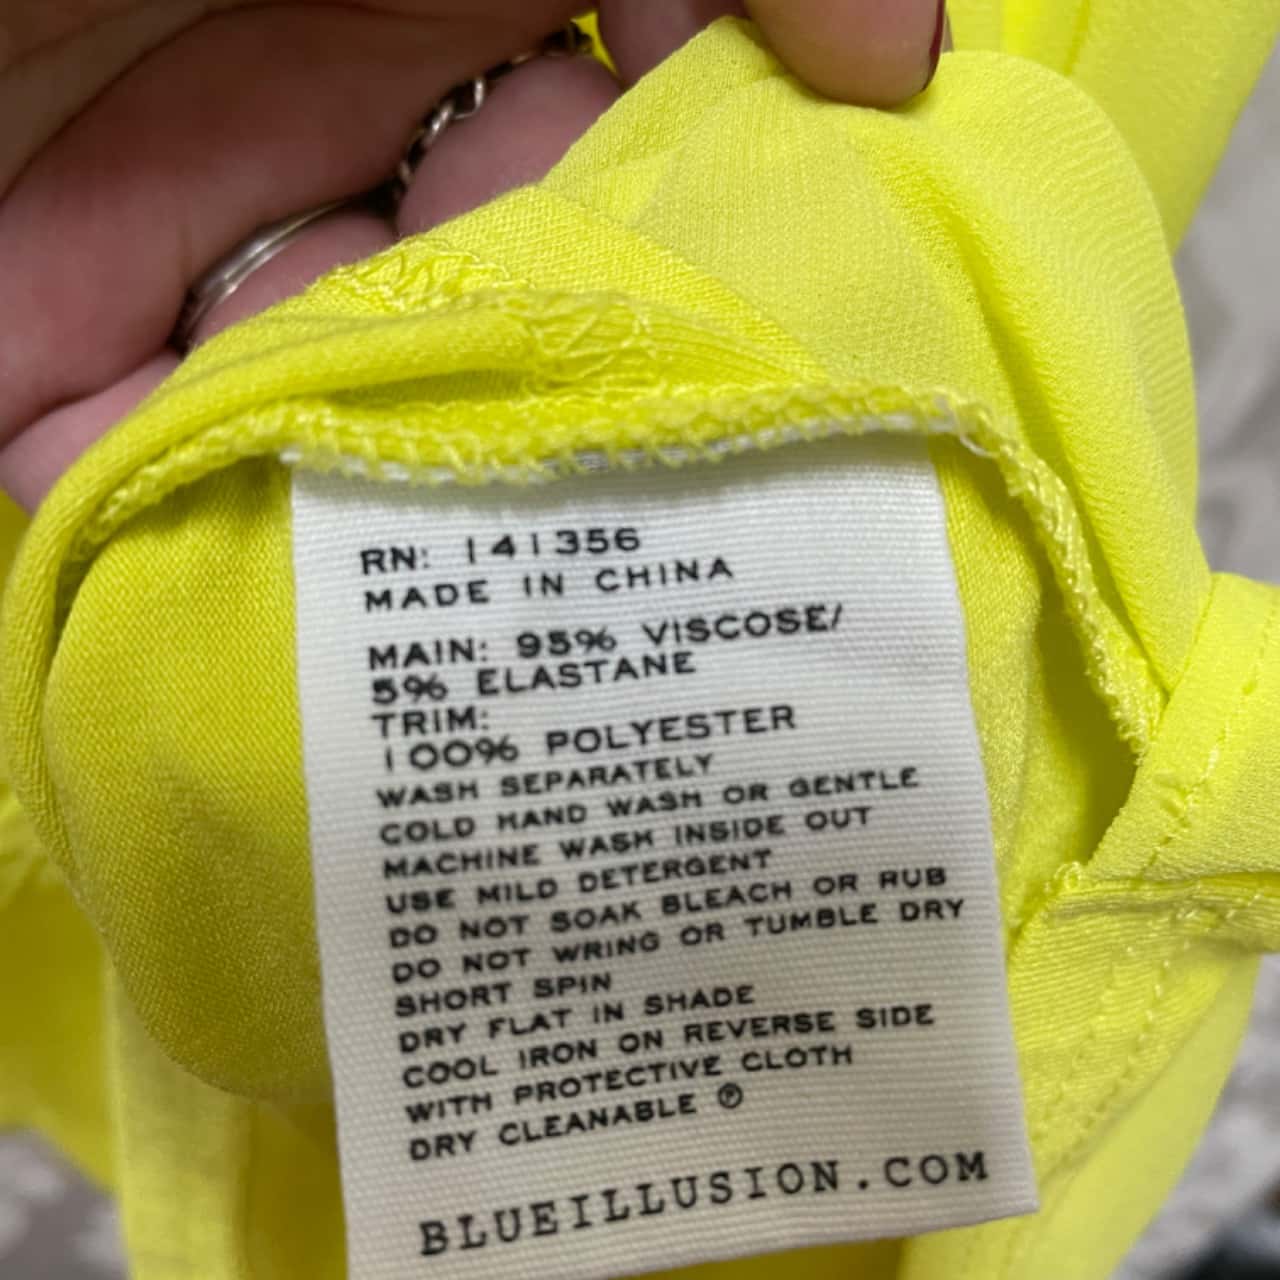 RN: 141356
MADE IN CHINA
MAIN: 95% VISCOSE/
5% ELASTANE
TRIM:
100% POLYESTER
WASH SEPARATELY
COLD HAND WASH OR GENTLE
MACHINE WASH INSIDE OUT
USE MILD DETERGENT
DO NOT SOAK BLEACH OR RUB
DO NOT WRING OR TUMBLE DRY
SHORT SPIN
DRY FLAT IN SHADE
COOL IRON ON REVERSE SIDE
WITH PROTECTIVE CLOTH
DRY CLEANABLE Ⓟ
BLUEILLUSION.COM